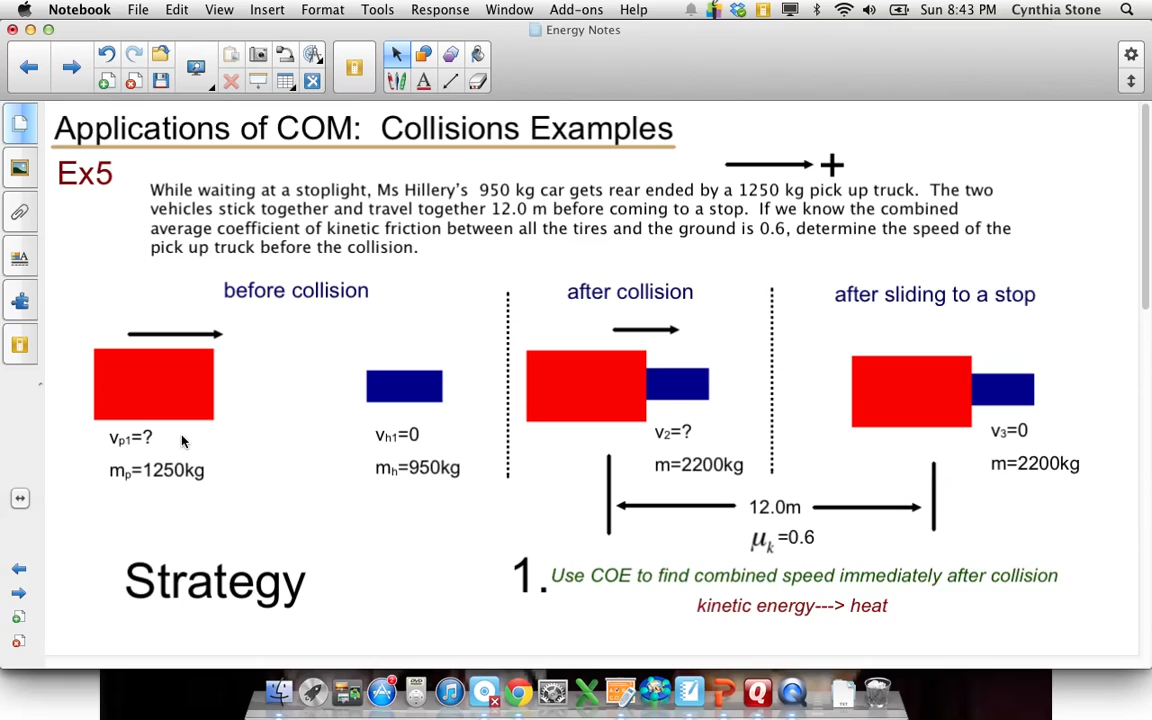 Notebook File Edit View Insert Format Tools Response Window Add-ons Help Sun 8:43 PM Cynthia Stone
Energy Notes
Applications of COM: Collisions Examples
+
Ex5
While waiting at a stoplight, Ms Hillery's 950 kg car gets rear ended by a 1250 kg pick up truck. The two
vehicles stick together and travel together 12.0 m before coming to a stop. If we know the combined
average coefficient of kinetic friction between all the tires and the ground is 0.6, determine the speed of the
pick up truck before the collision.
before collision after collision after sliding to a stop
vp1=? vh1=0 v2=? v3=0
mp=1250kg mh=950kg m=2200kg m=2200kg
12.0m
μk=0.6
Strategy 1. Use COE to find combined speed immediately after collision
kinetic energy---> heat